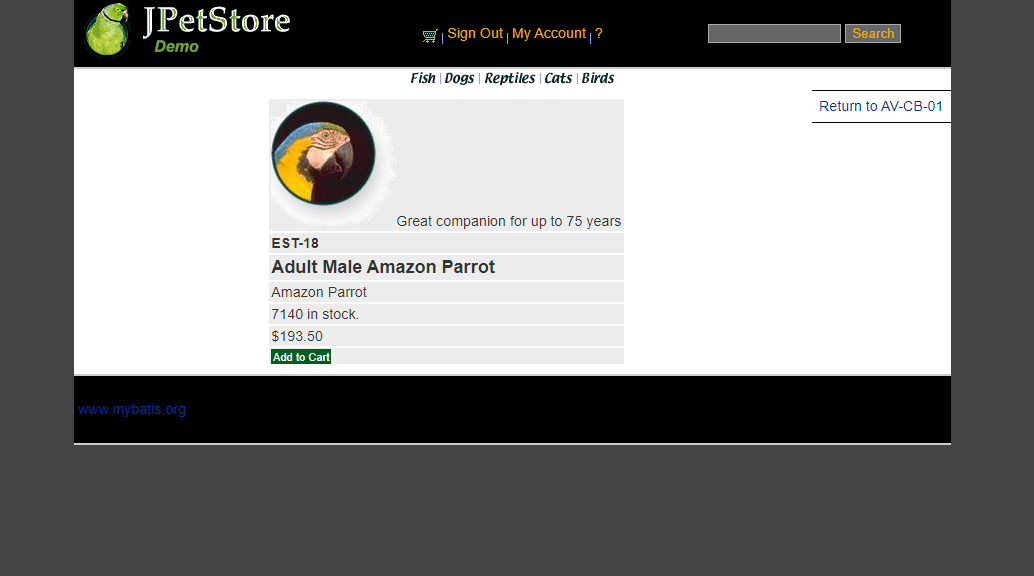 JPetStore
Demo
Sign Out | My Account | ?
Search
Fish | Dogs | Reptiles | Cats | Birds
Return to AV-CB-01
Great companion for up to 75 years
EST-18
Adult Male Amazon Parrot
Amazon Parrot
7140 in stock.
$193.50
Add to Cart
www.mybatis.org